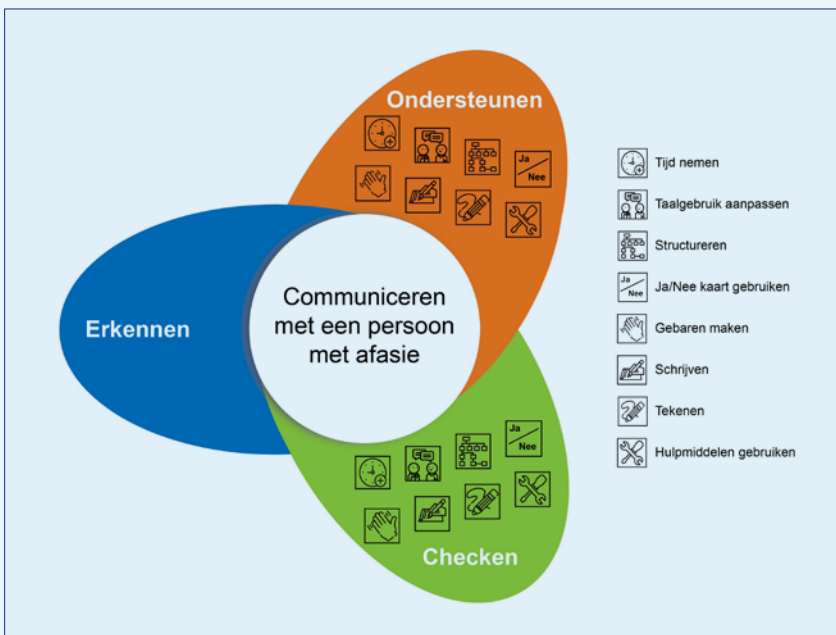 Ondersteunen
Ja
Nee
Erkennen
Communiceren
met een persoon
met afasie
Ja
Nee
Checken
Tijd nemen
Taalgebruik aanpassen
Structureren
Ja
Nee
Ja/Nee kaart gebruiken
Gebaren maken
Schrijven
Tekenen
Hulpmiddelen gebruiken